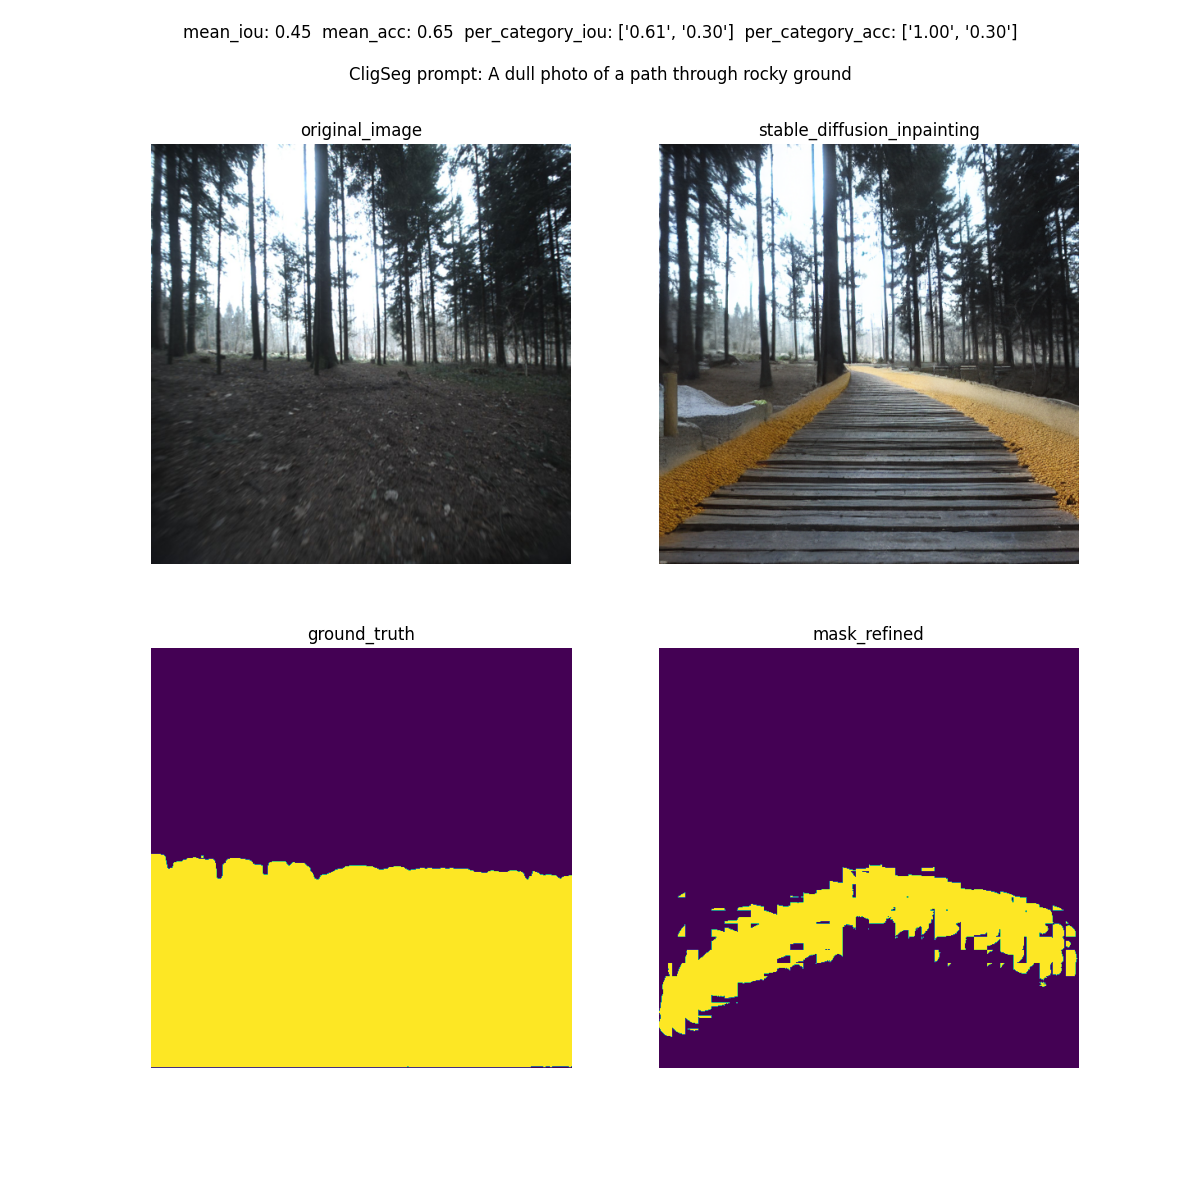 mean_iou: 0.45  mean_acc: 0.65  per_category_iou: ['0.61', '0.30']  per_category_acc: ['1.00', '0.30']
CligSeg prompt: A dull photo of a path through rocky ground
original_image
stable_diffusion_inpainting
ground_truth
mask_refined